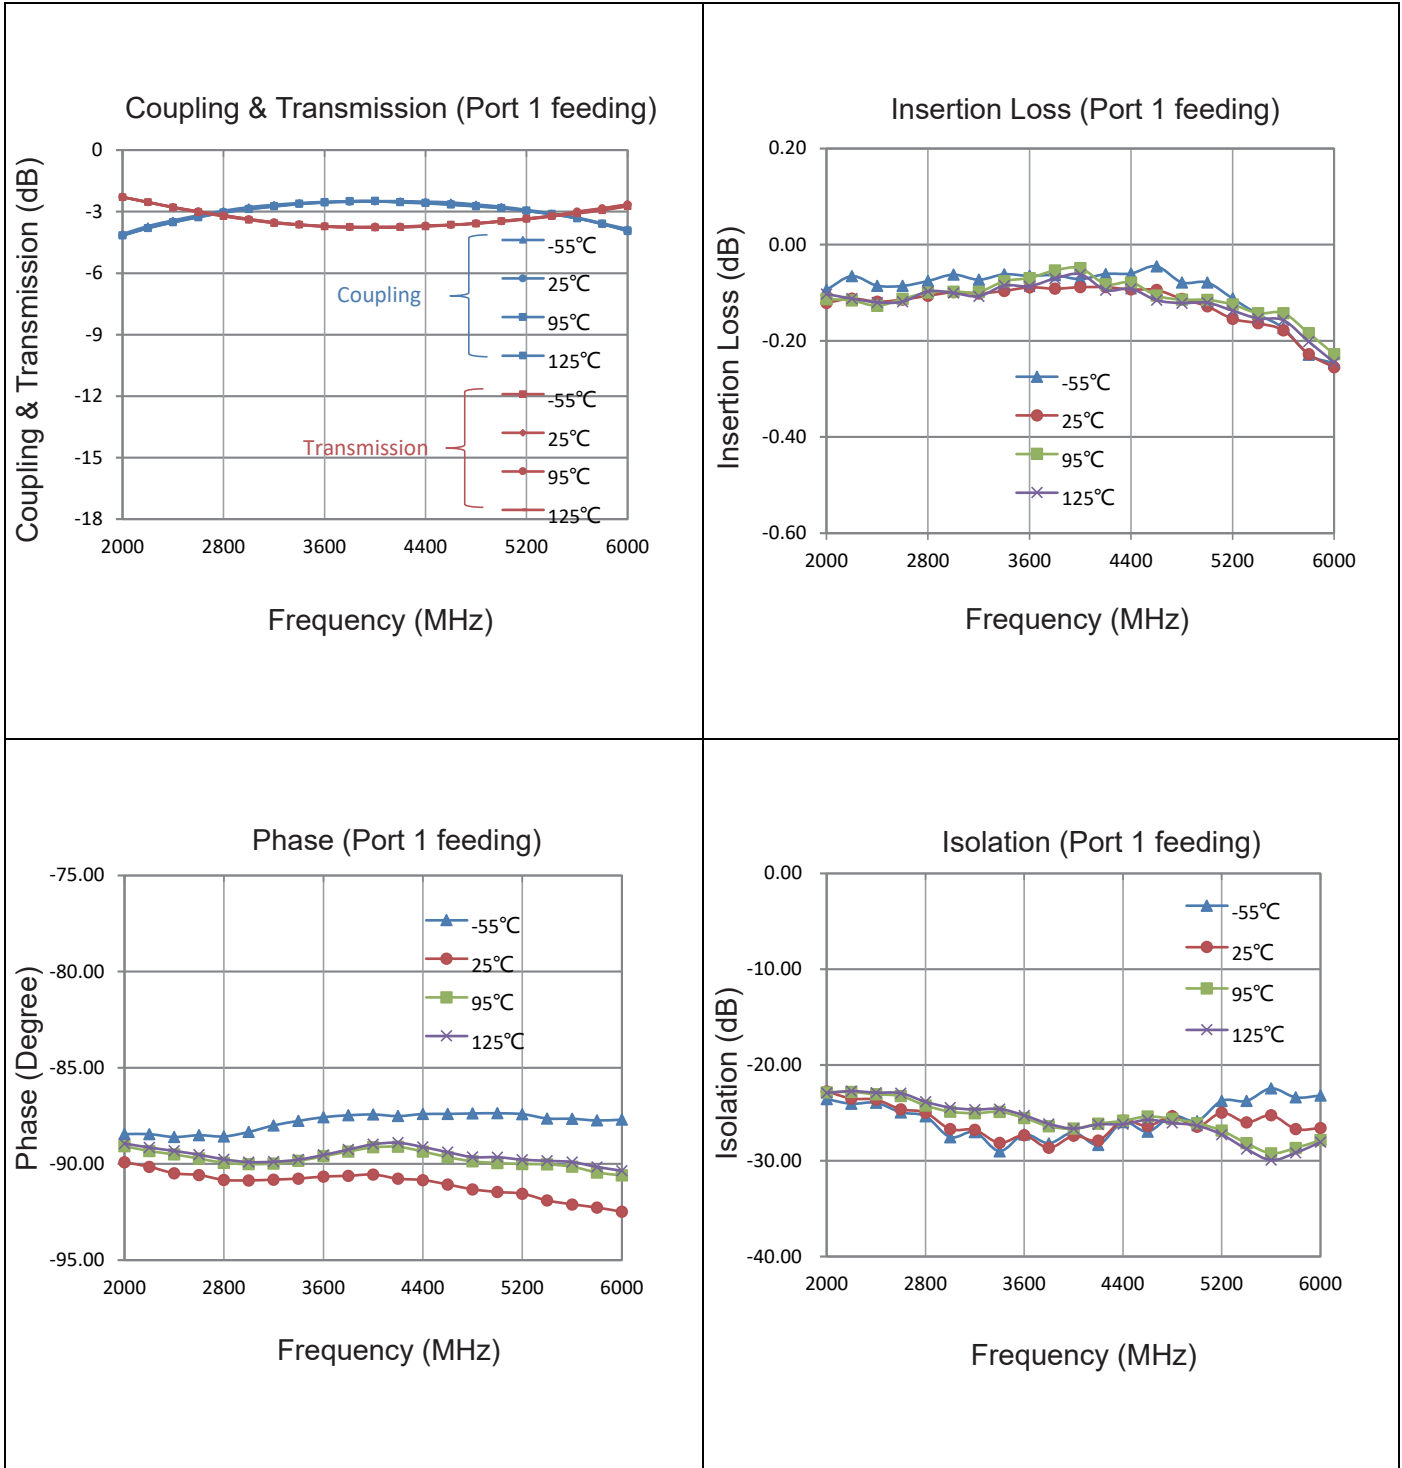 Coupling & Transmission (Port 1 feeding)
Coupling & Transmission (dB)
0
-3
-6
-9
-12
-15
-18
Coupling
-55℃
25℃
95℃
125℃
Transmission
-55℃
25℃
95℃
125℃
2000 2800 3600 4400 5200 6000
Frequency (MHz)
Insertion Loss (Port 1 feeding)
Insertion Loss (dB)
0.20
0.00
-0.20
-0.40
-0.60
-55℃
25℃
95℃
125℃
2000 2800 3600 4400 5200 6000
Frequency (MHz)
Phase (Port 1 feeding)
Phase (Degree)
-75.00
-80.00
-85.00
-90.00
-95.00
-55℃
25℃
95℃
125℃
2000 2800 3600 4400 5200 6000
Frequency (MHz)
Isolation (Port 1 feeding)
Isolation (dB)
0.00
-10.00
-20.00
-30.00
-40.00
-55℃
25℃
95℃
125℃
2000 2800 3600 4400 5200 6000
Frequency (MHz)